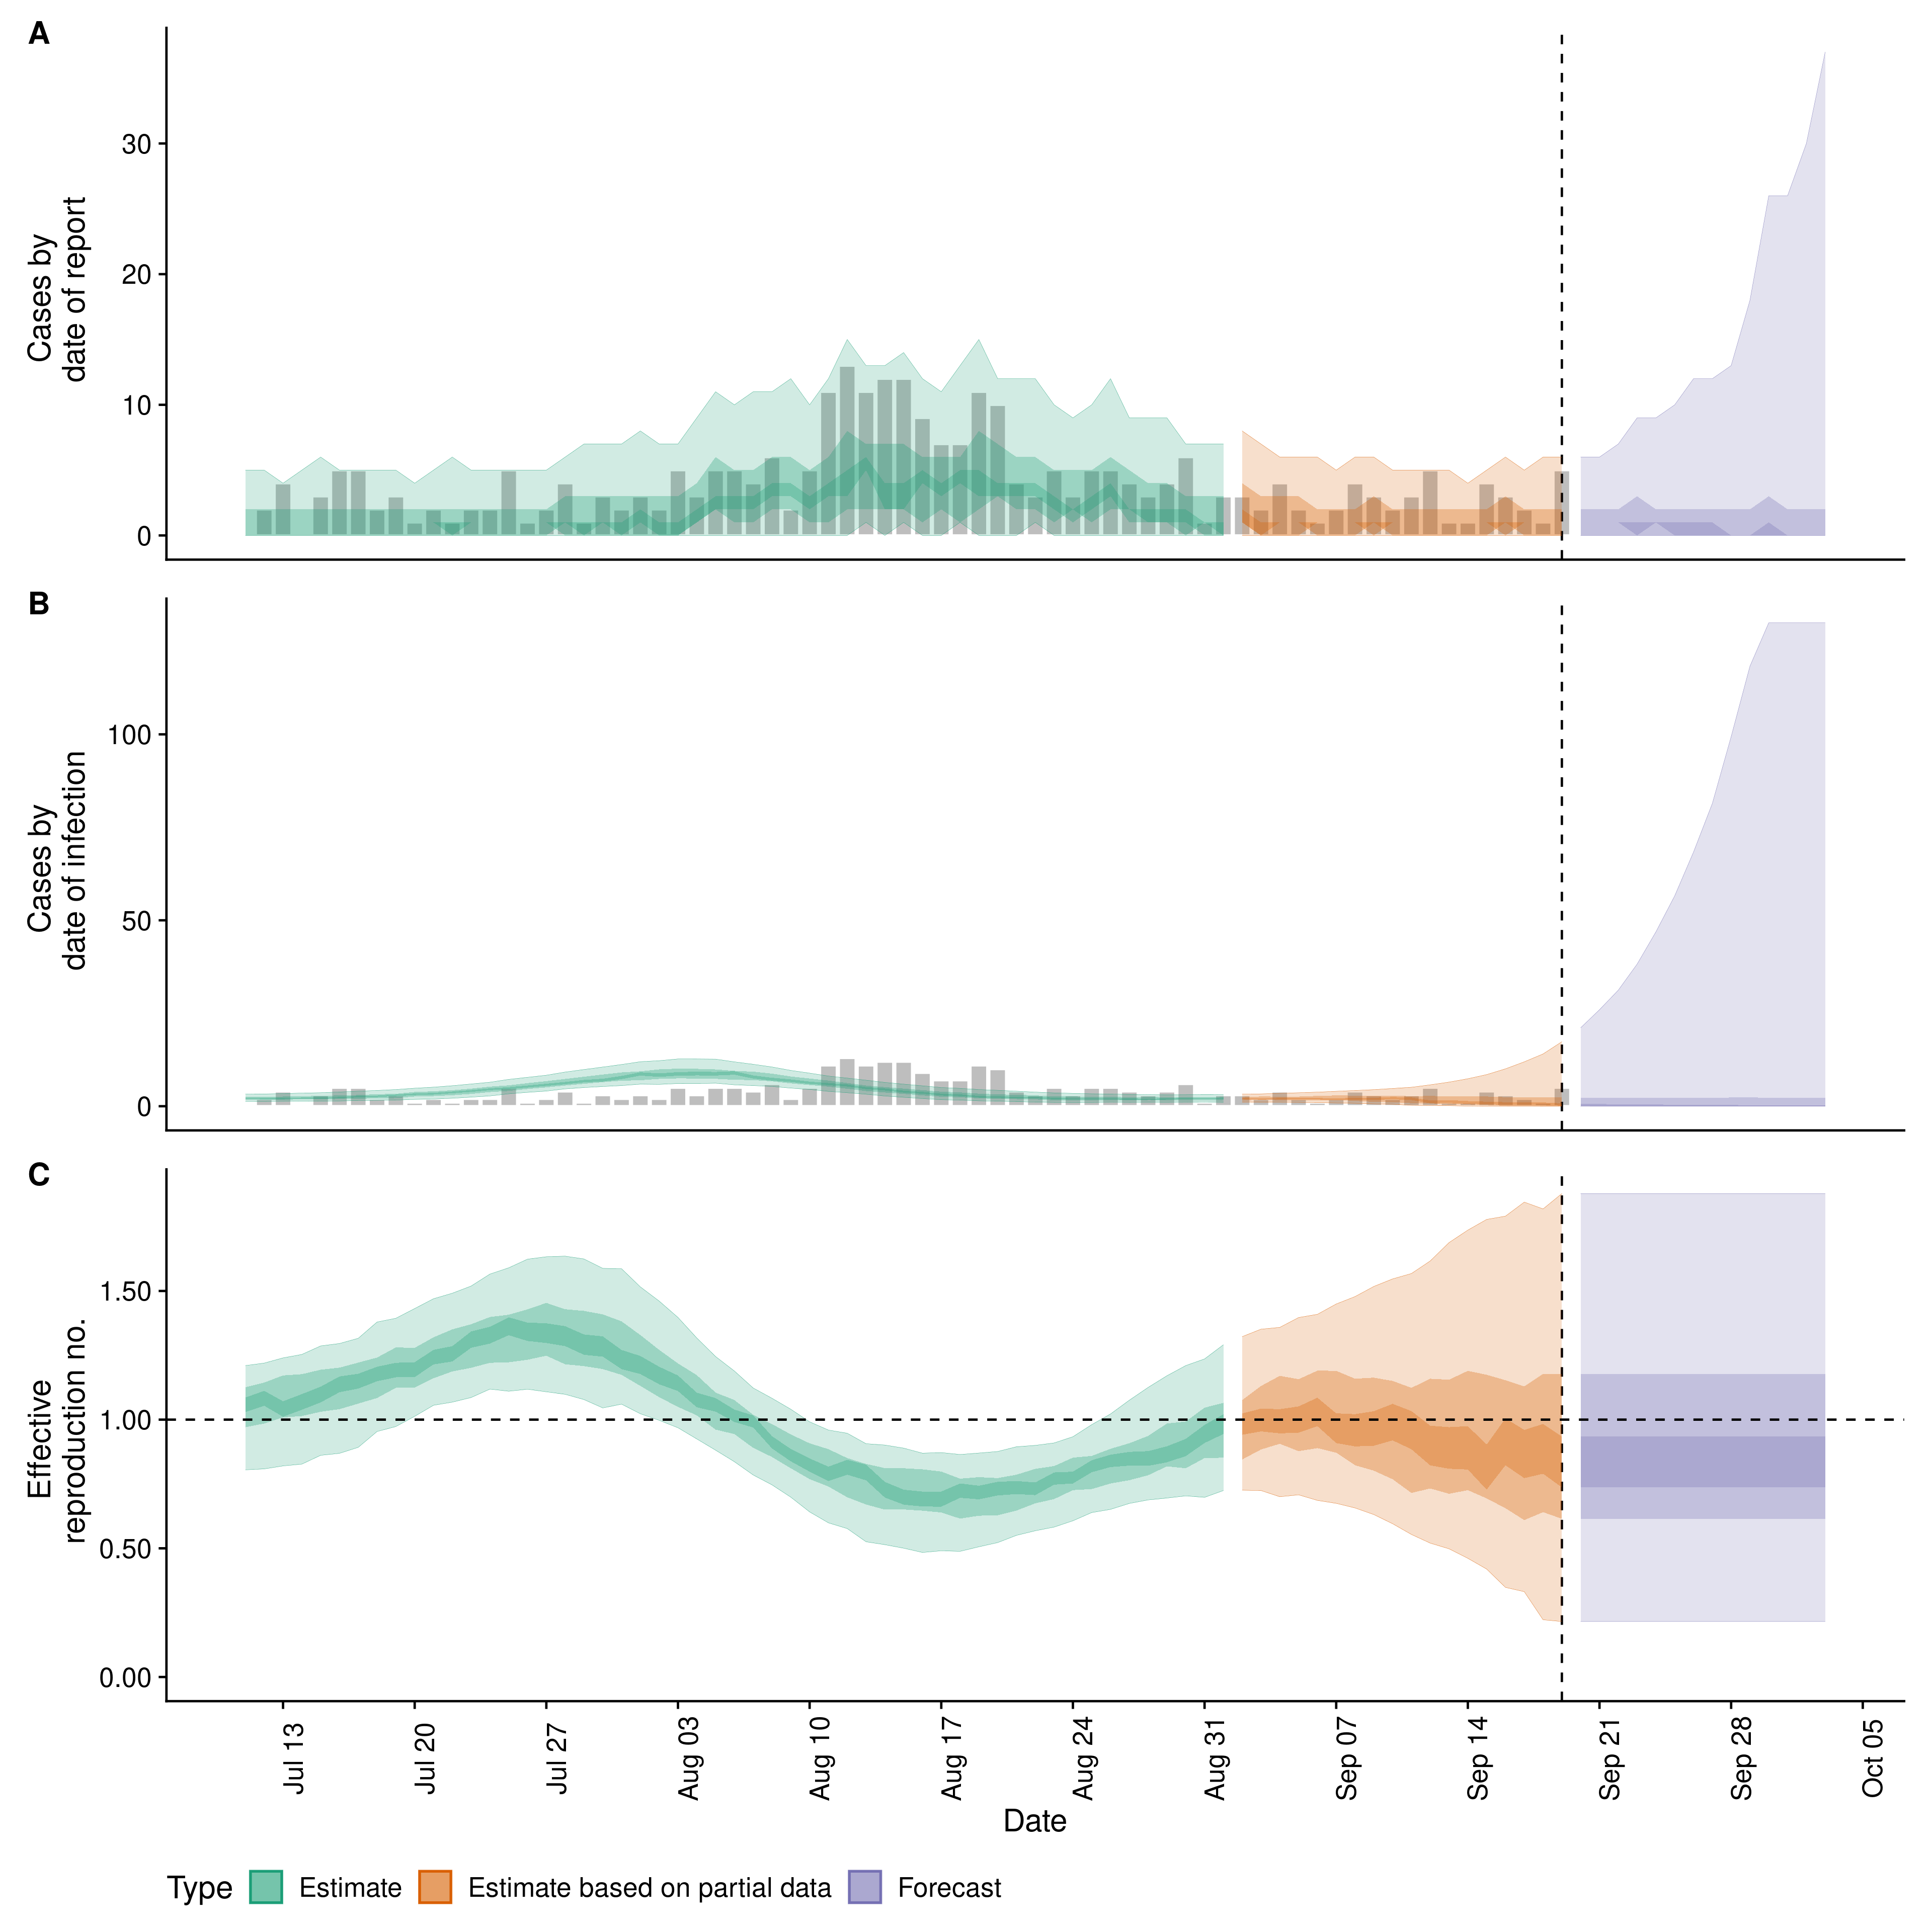 A
Cases by
date of report
30
20
10
0
B
Cases by
date of infection
100
50
0
C
Effective
reproduction no.
1.50
1.00
0.50
0.00
Jul 13
Jul 20
Jul 27
Aug 03
Aug 10
Aug 17
Aug 24
Aug 31
Sep 07
Sep 14
Sep 21
Sep 28
Oct 05
Date
Type Estimate Estimate based on partial data Forecast